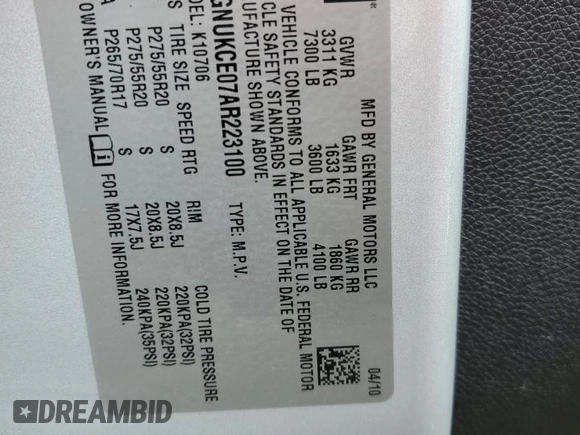 MFD BY GENERAL MOTORS LLC 04/10
GVWR GAWR FRT GAWR RR
3311 KG 1633 KG 1860 KG
7300 LB 3600 LB 4100 LB
VEHICLE CONFORMS TO ALL APPLICABLE U.S. FEDERAL MOTOR
CLE SAFETY STANDARDS IN EFFECT ON THE DATE OF
UFACTURE SHOWN ABOVE.
GNUKCE07AR223100 TYPE: M.P.V.
MODEL: K10706
TIRE SIZE SPEED RTG RIM COLD TIRE PRESSURE
P275/55R20 S 20X8.5J 220KPA(32PSI)
P275/55R20 S 20X8.5J 220KPA(32PSI)
P265/70R17 S 17X7.5J 240KPA(35PSI)
OWNER'S MANUAL FOR MORE INFORMATION.
DREAMBID